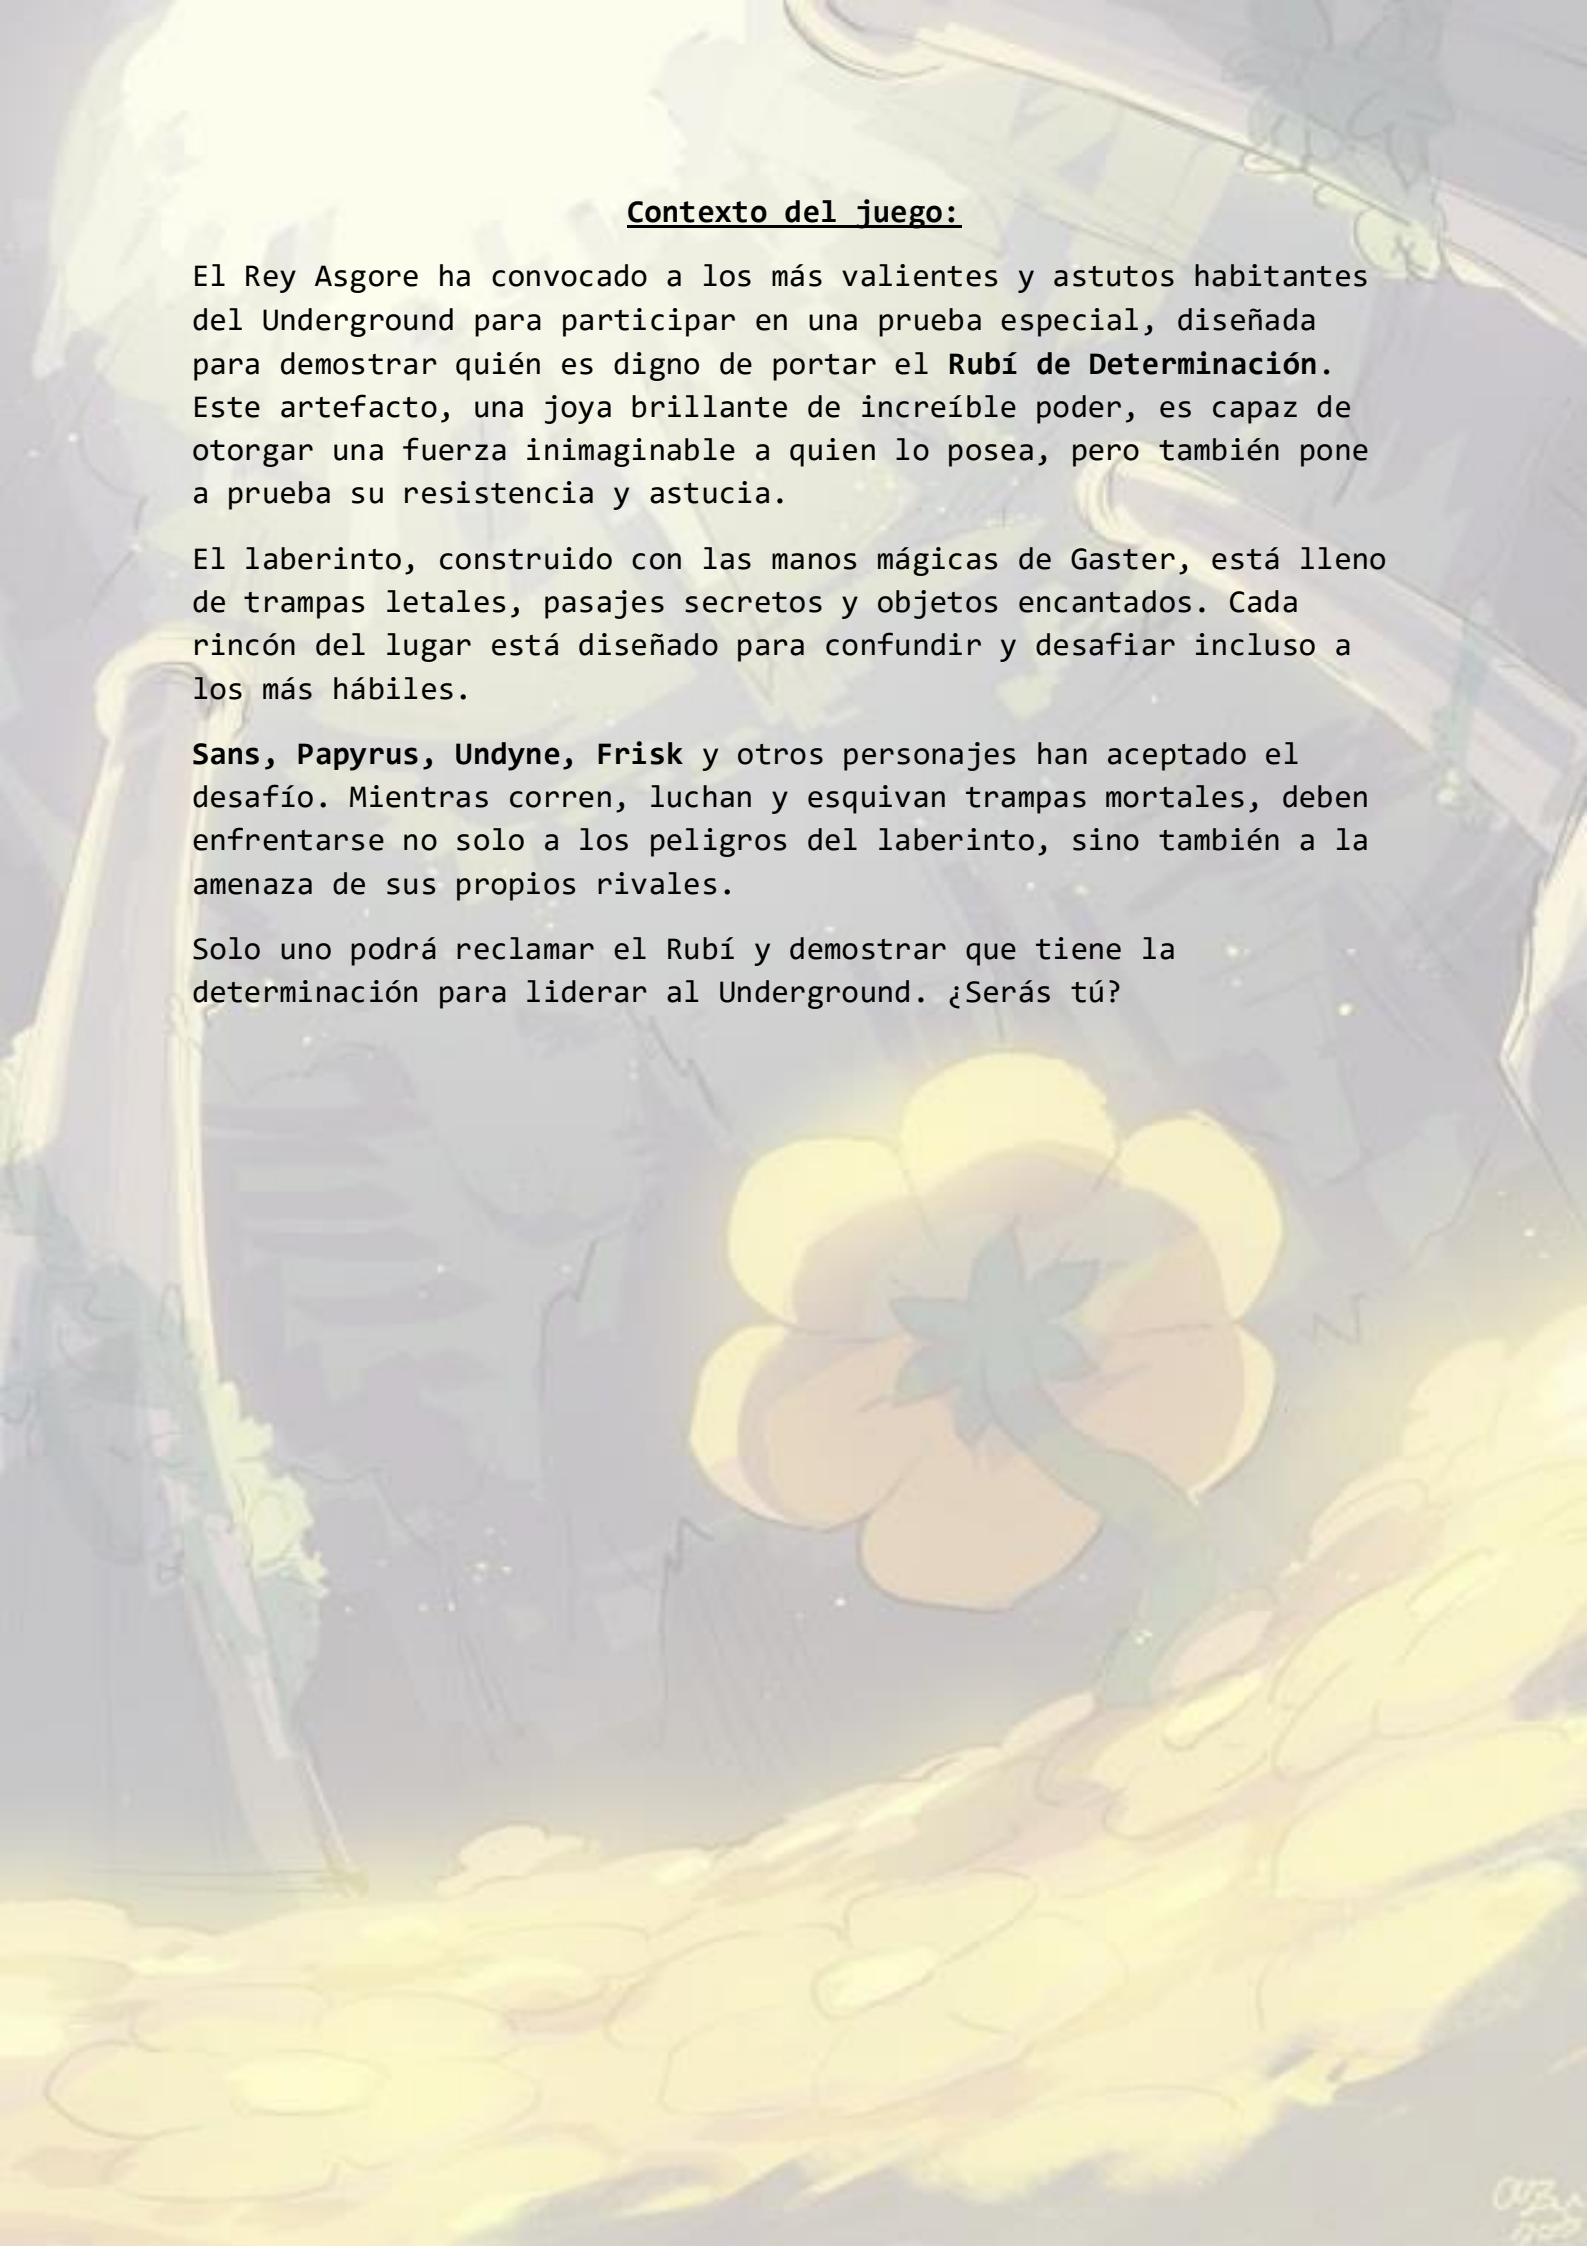 Contexto del juego:
El Rey Asgore ha convocado a los más valientes y astutos habitantes
del Underground para participar en una prueba especial, diseñada
para demostrar quién es digno de portar el Rubí de Determinación.
Este artefacto, una joya brillante de increíble poder, es capaz de
otorgar una fuerza inimaginable a quien lo posea, pero también pone
a prueba su resistencia y astucia.
El laberinto, construido con las manos mágicas de Gaster, está lleno
de trampas letales, pasajes secretos y objetos encantados. Cada
rincón del lugar está diseñado para confundir y desafiar incluso a
los más hábiles.
Sans, Papyrus, Undyne, Frisk y otros personajes han aceptado el
desafío. Mientras corren, luchan y esquivan trampas mortales, deben
enfrentarse no solo a los peligros del laberinto, sino también a la
amenaza de sus propios rivales.
Solo uno podrá reclamar el Rubí y demostrar que tiene la
determinación para liderar al Underground. ¿Serás tú?